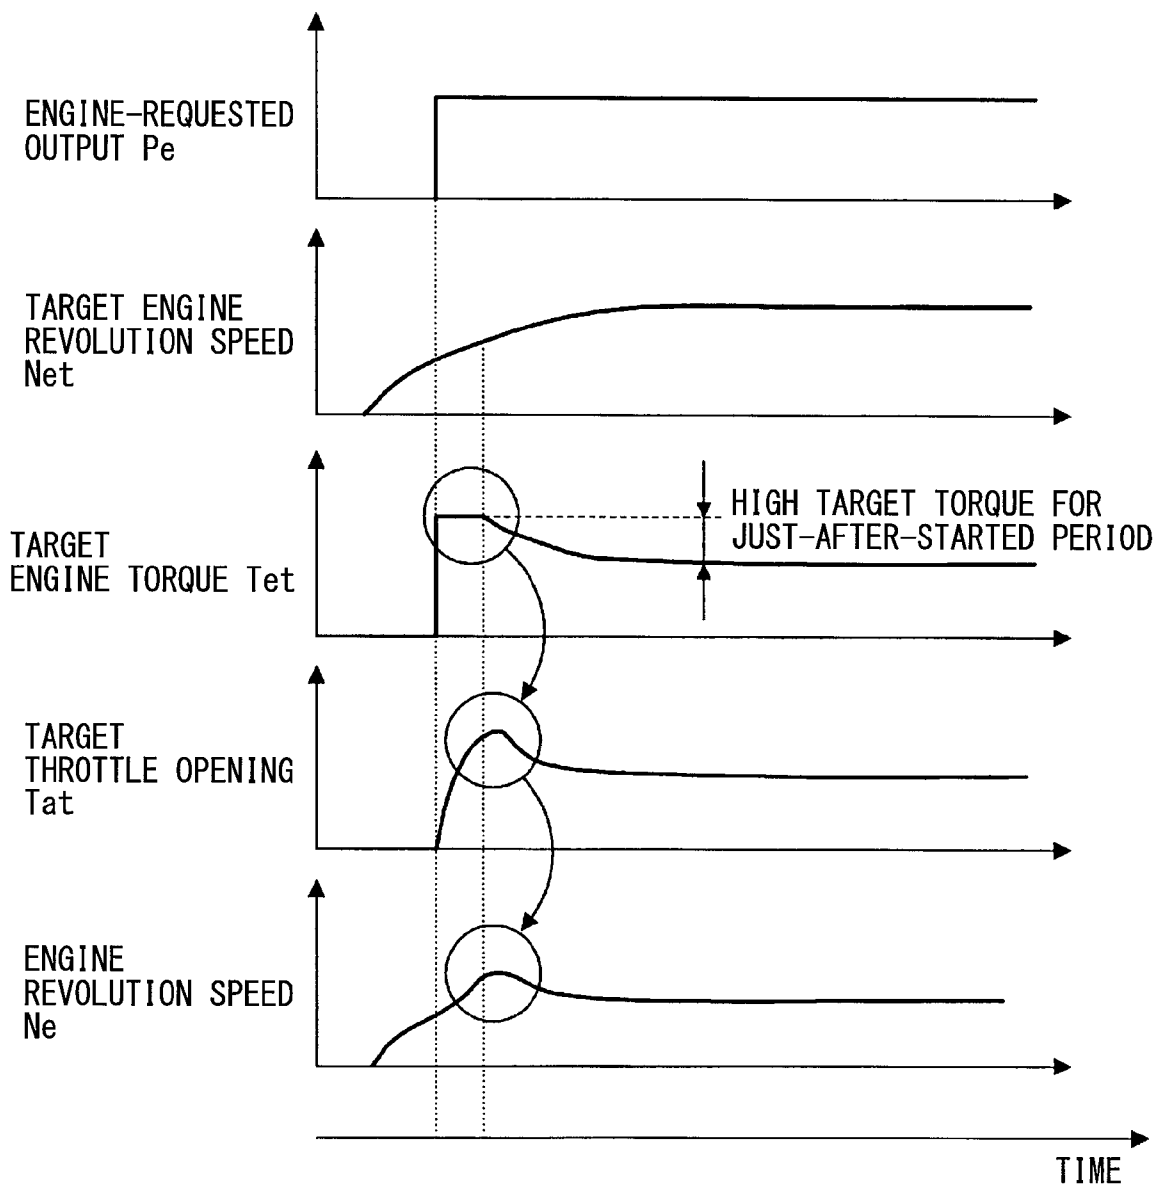 ENGINE-REQUESTED
OUTPUT Pe
TARGET ENGINE
REVOLUTION SPEED
Net
HIGH TARGET TORQUE FOR
JUST-AFTER-STARTED PERIOD
TARGET
ENGINE TORQUE Tet
TARGET
THROTTLE OPENING
Tat
ENGINE
REVOLUTION SPEED
Ne
TIME